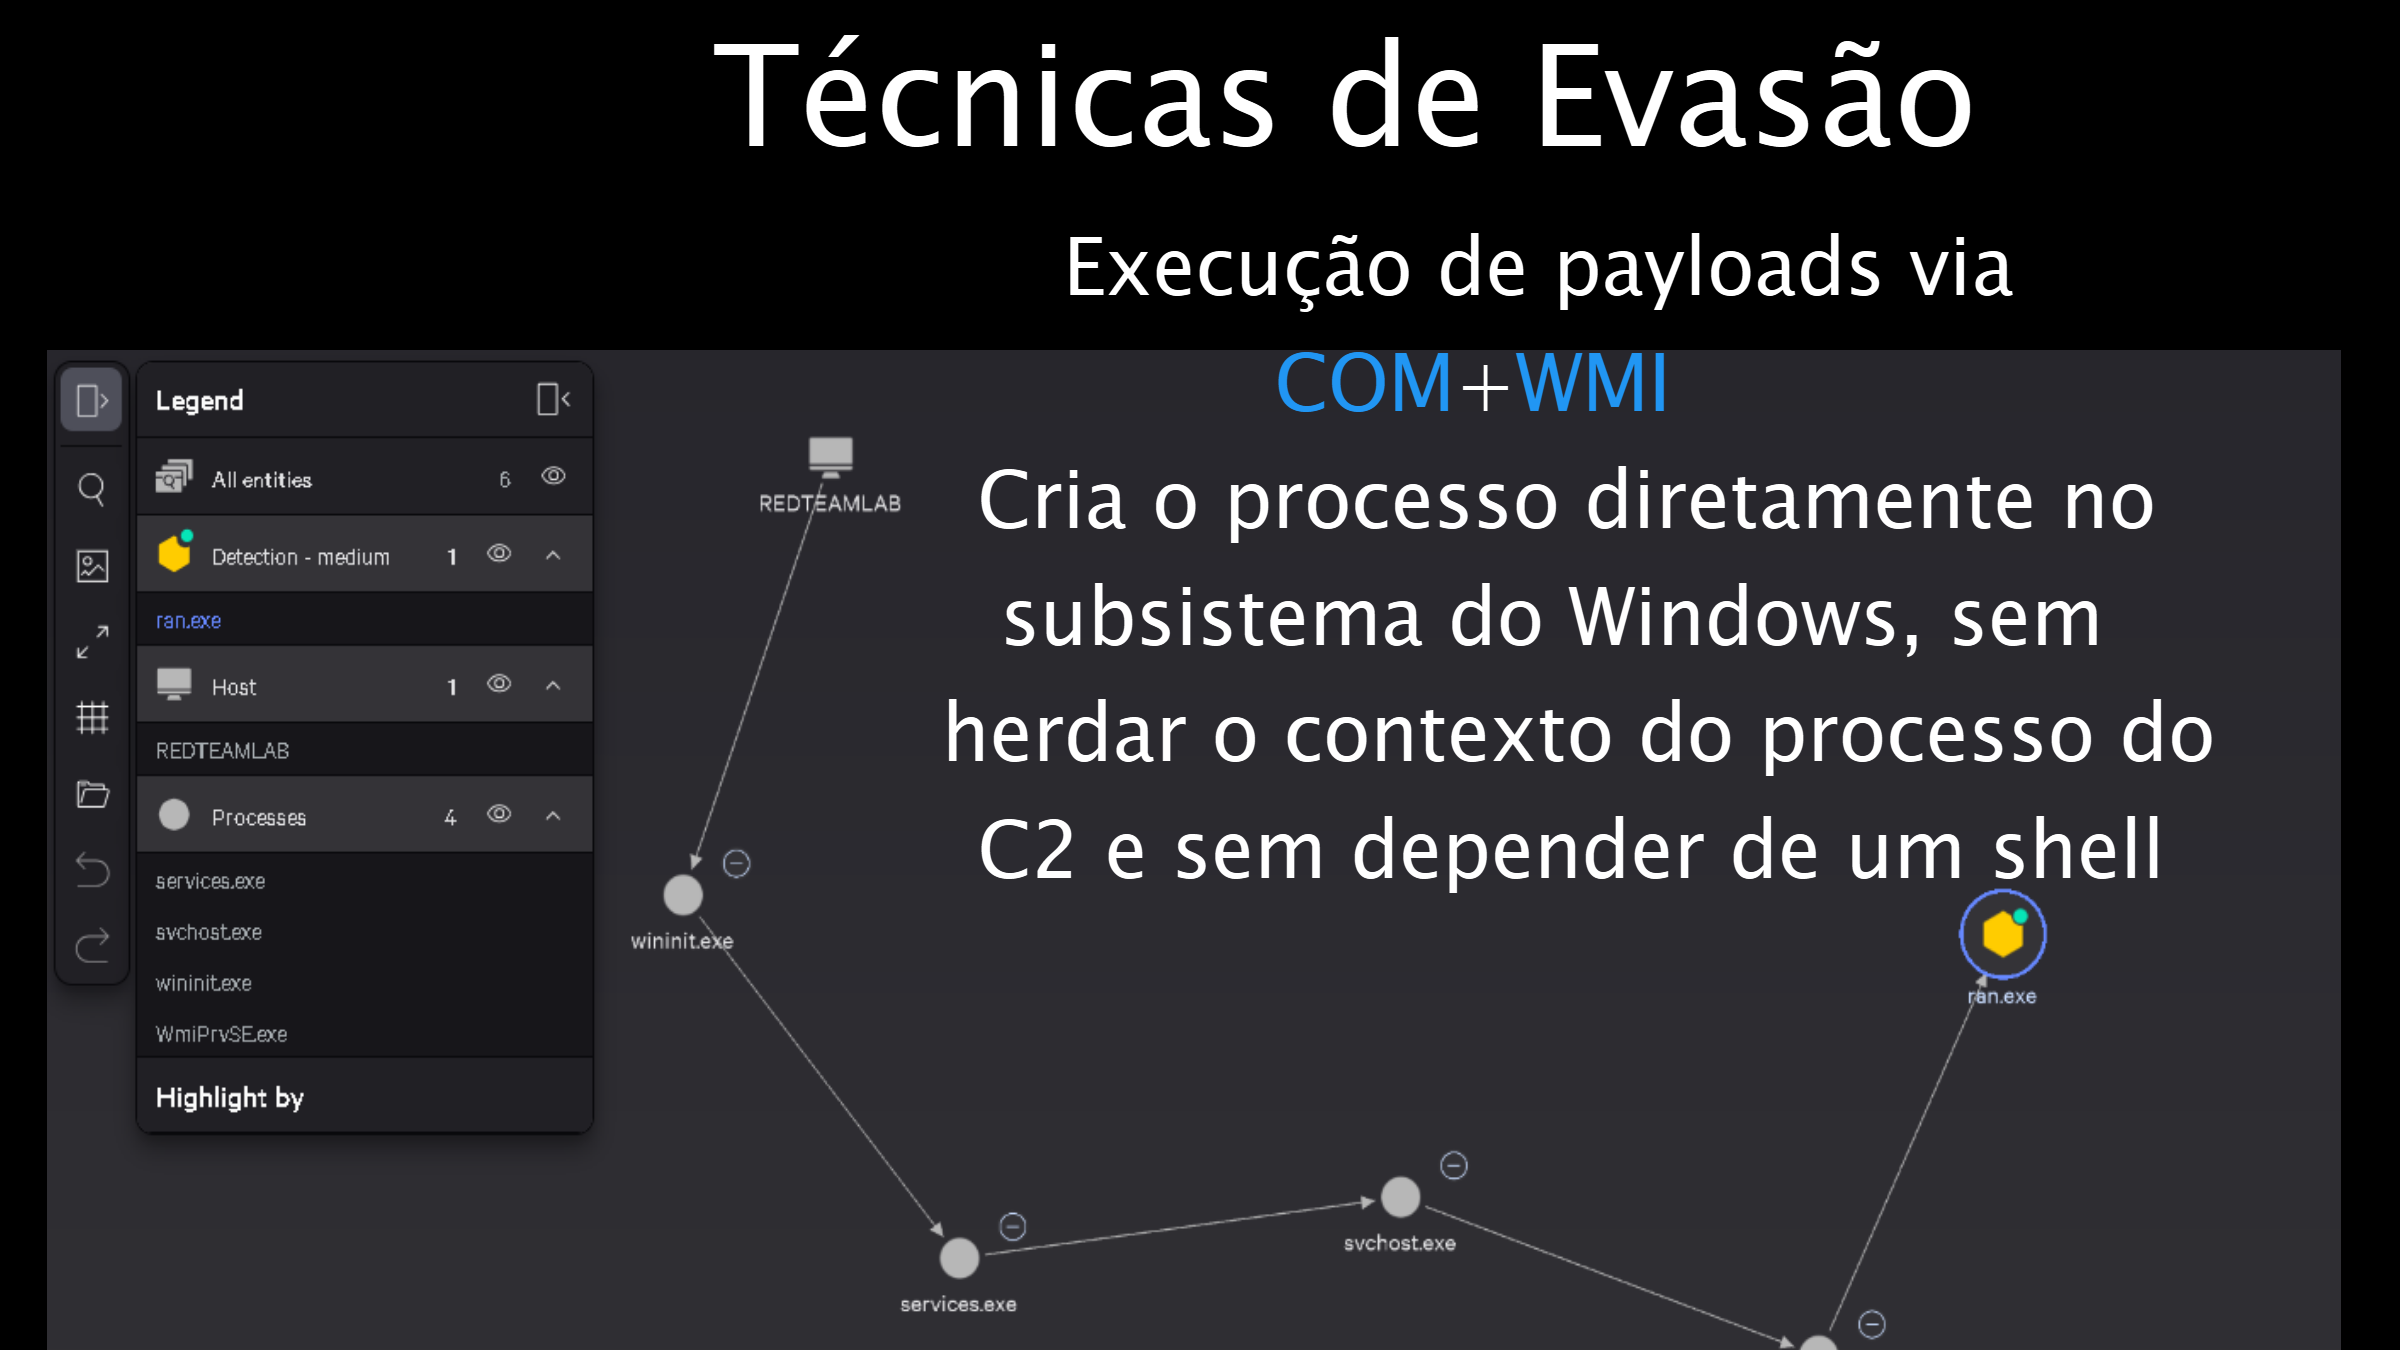 Técnicas de Evasão
Execução de payloads via
COM+WMI
Cria o processo diretamente no
subsistema do Windows, sem
herdar o contexto do processo do
C2 e sem depender de um shell
Legend
All entities 6
Detection - medium 1
ran.exe
Host 1
REDTEAMLAB
Processes 4
services.exe
svchost.exe
wininit.exe
WmiPrvSE.exe
Highlight by
REDTEAMLAB
wininit.exe
services.exe
svchost.exe
ran.exe